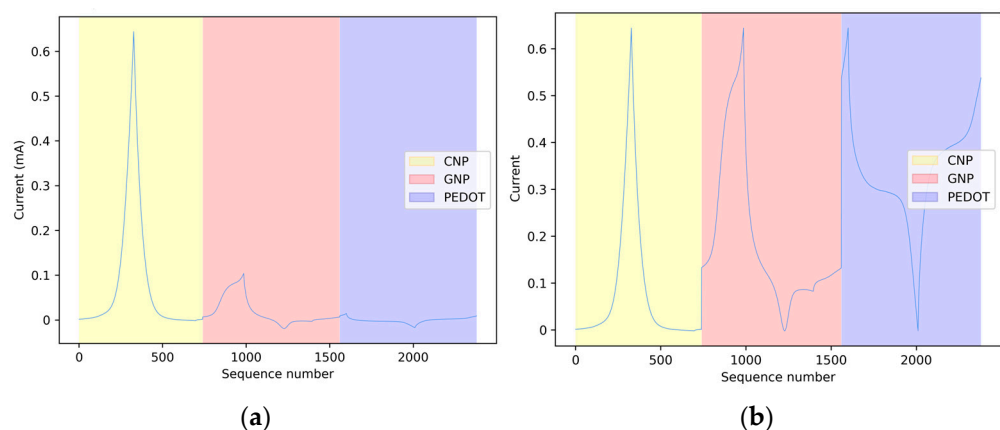 0.6
0.5
0.4
0.3
0.2
0.1
0
Current (mA)
CNP
GNP
PEDOT
0 500 1000 1500 2000
Sequence number
(a)
0.6
0.5
0.4
0.3
0.2
0.1
0
Current
CNP
GNP
PEDOT
0 500 1000 1500 2000
Sequence number
(b)